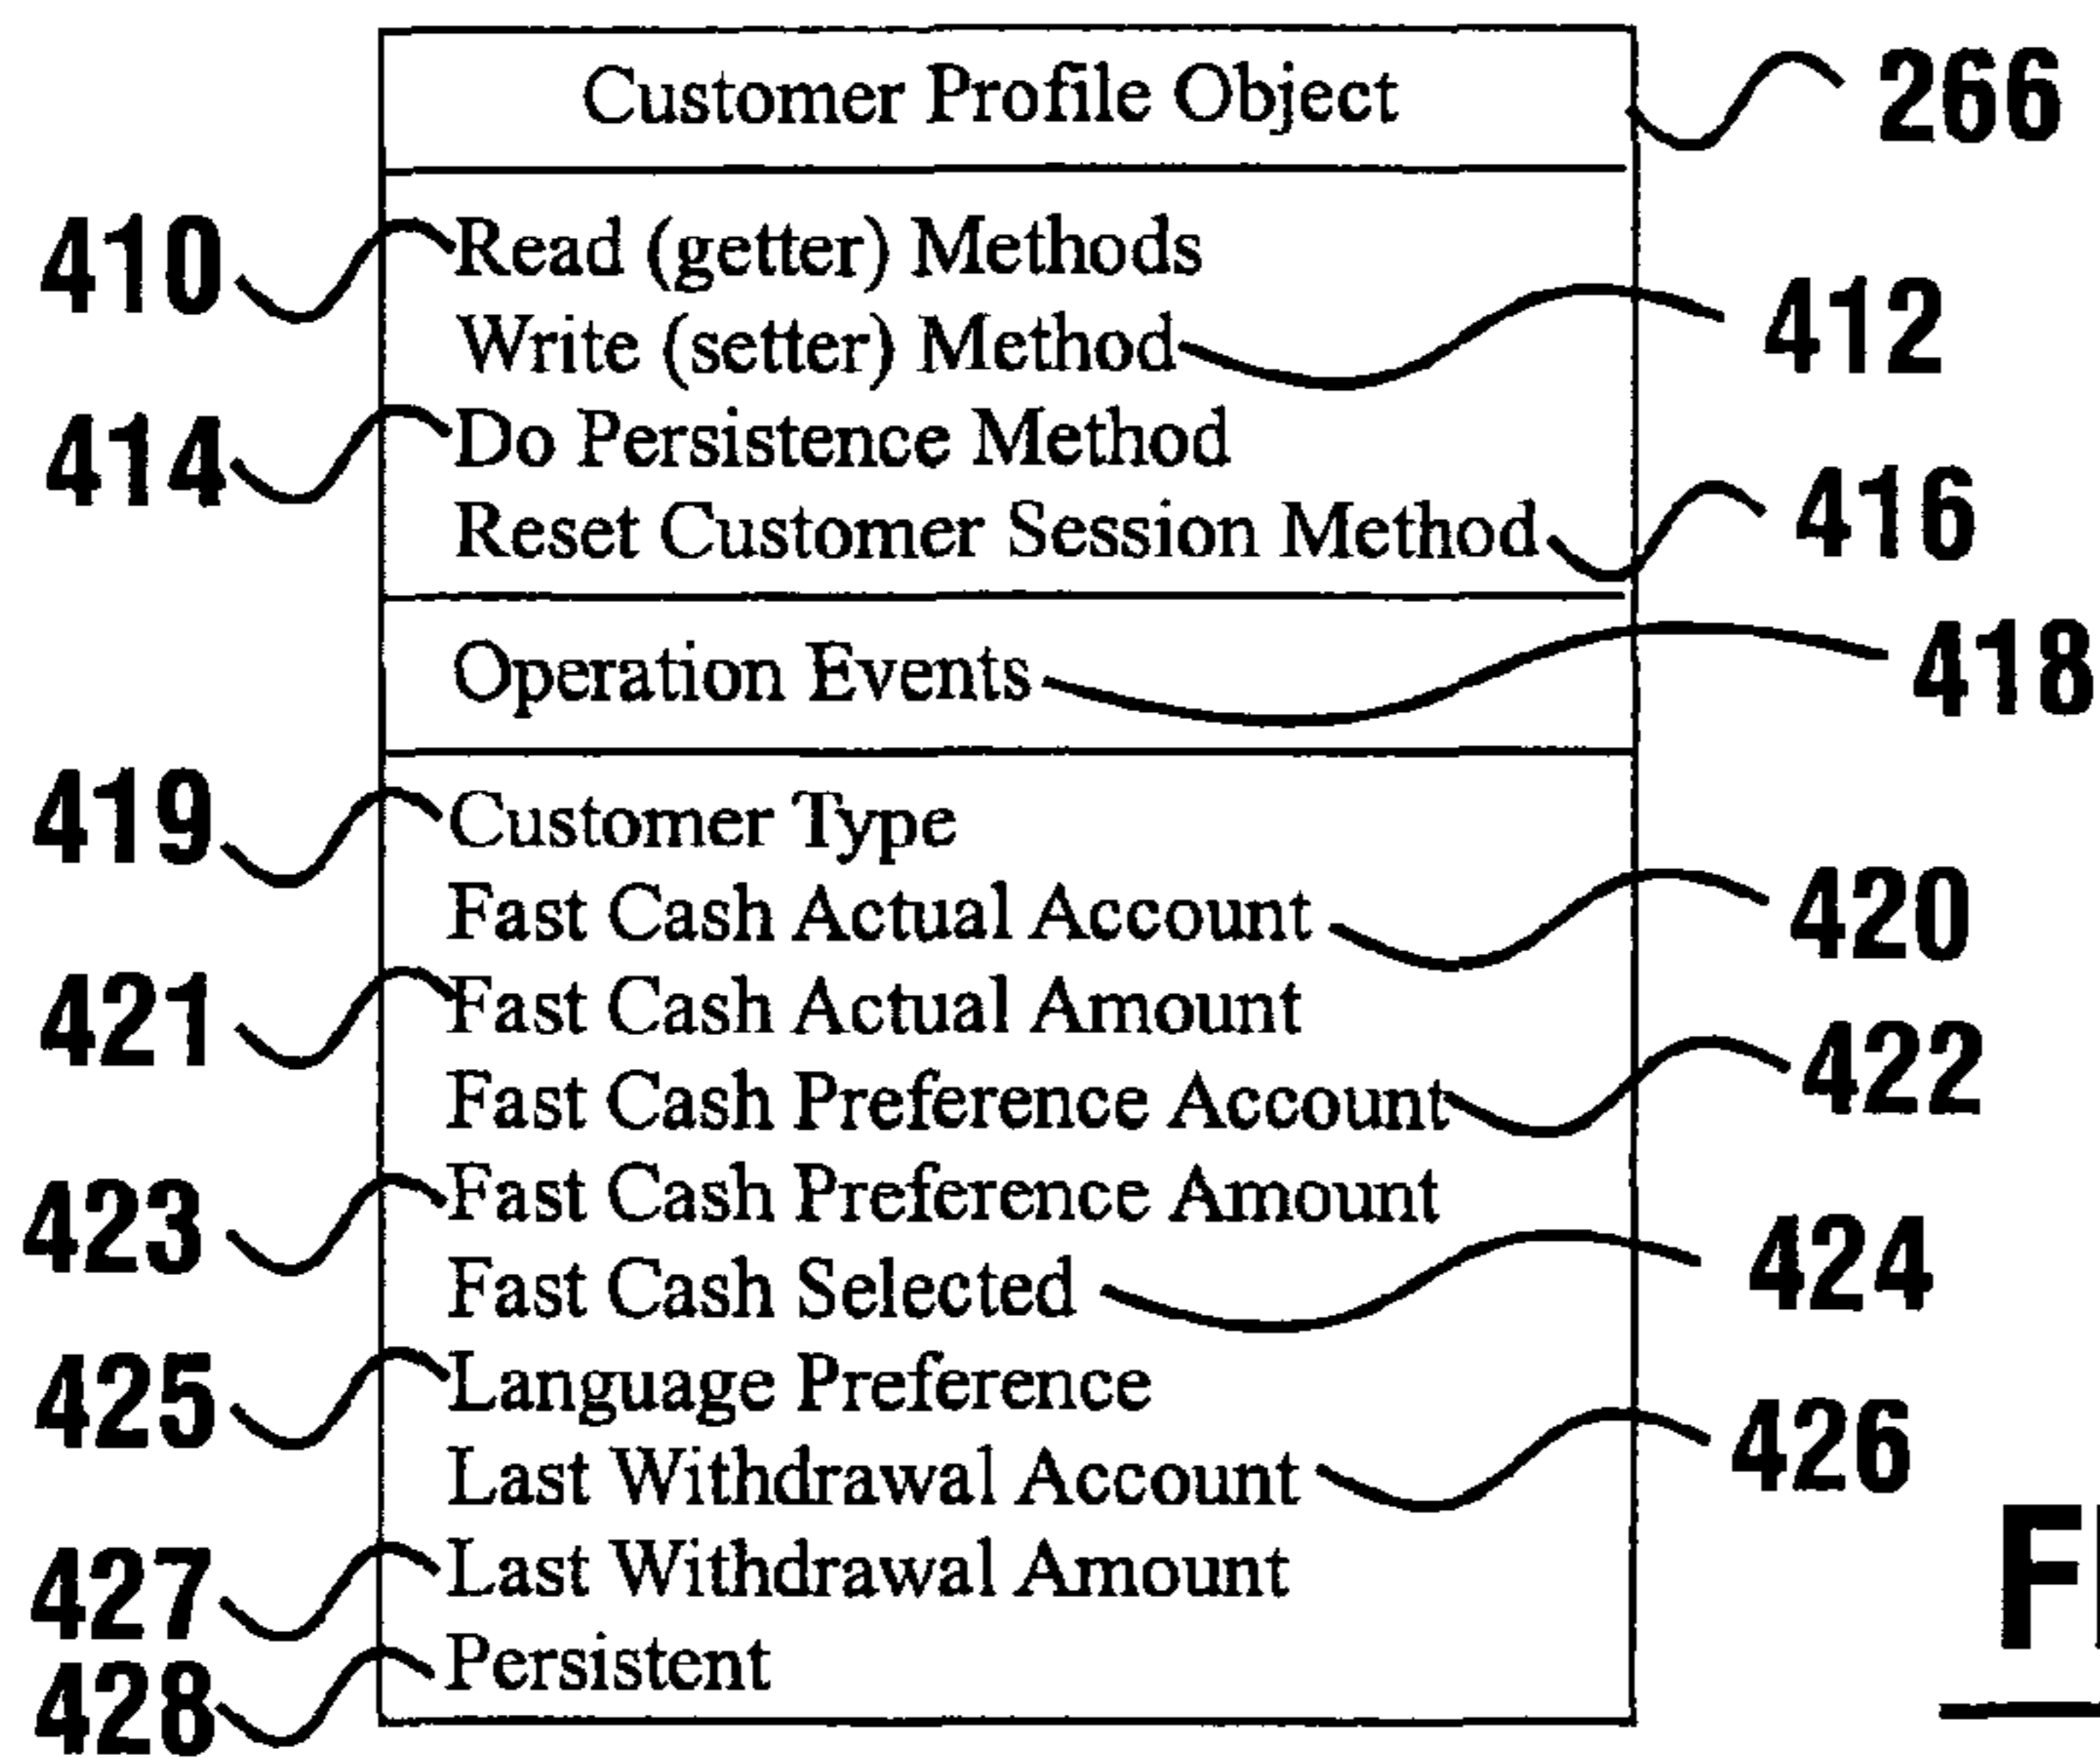 Customer Profile Object 266
410 Read (getter) Methods
Write (setter) Method 412
414 Do Persistence Method
Reset Customer Session Method 416
Operation Events 418
419 Customer Type
Fast Cash Actual Account 420
421 Fast Cash Actual Amount
Fast Cash Preference Account 422
423 Fast Cash Preference Amount
Fast Cash Selected 424
425 Language Preference
Last Withdrawal Account 426
427 Last Withdrawal Amount
428 Persistent